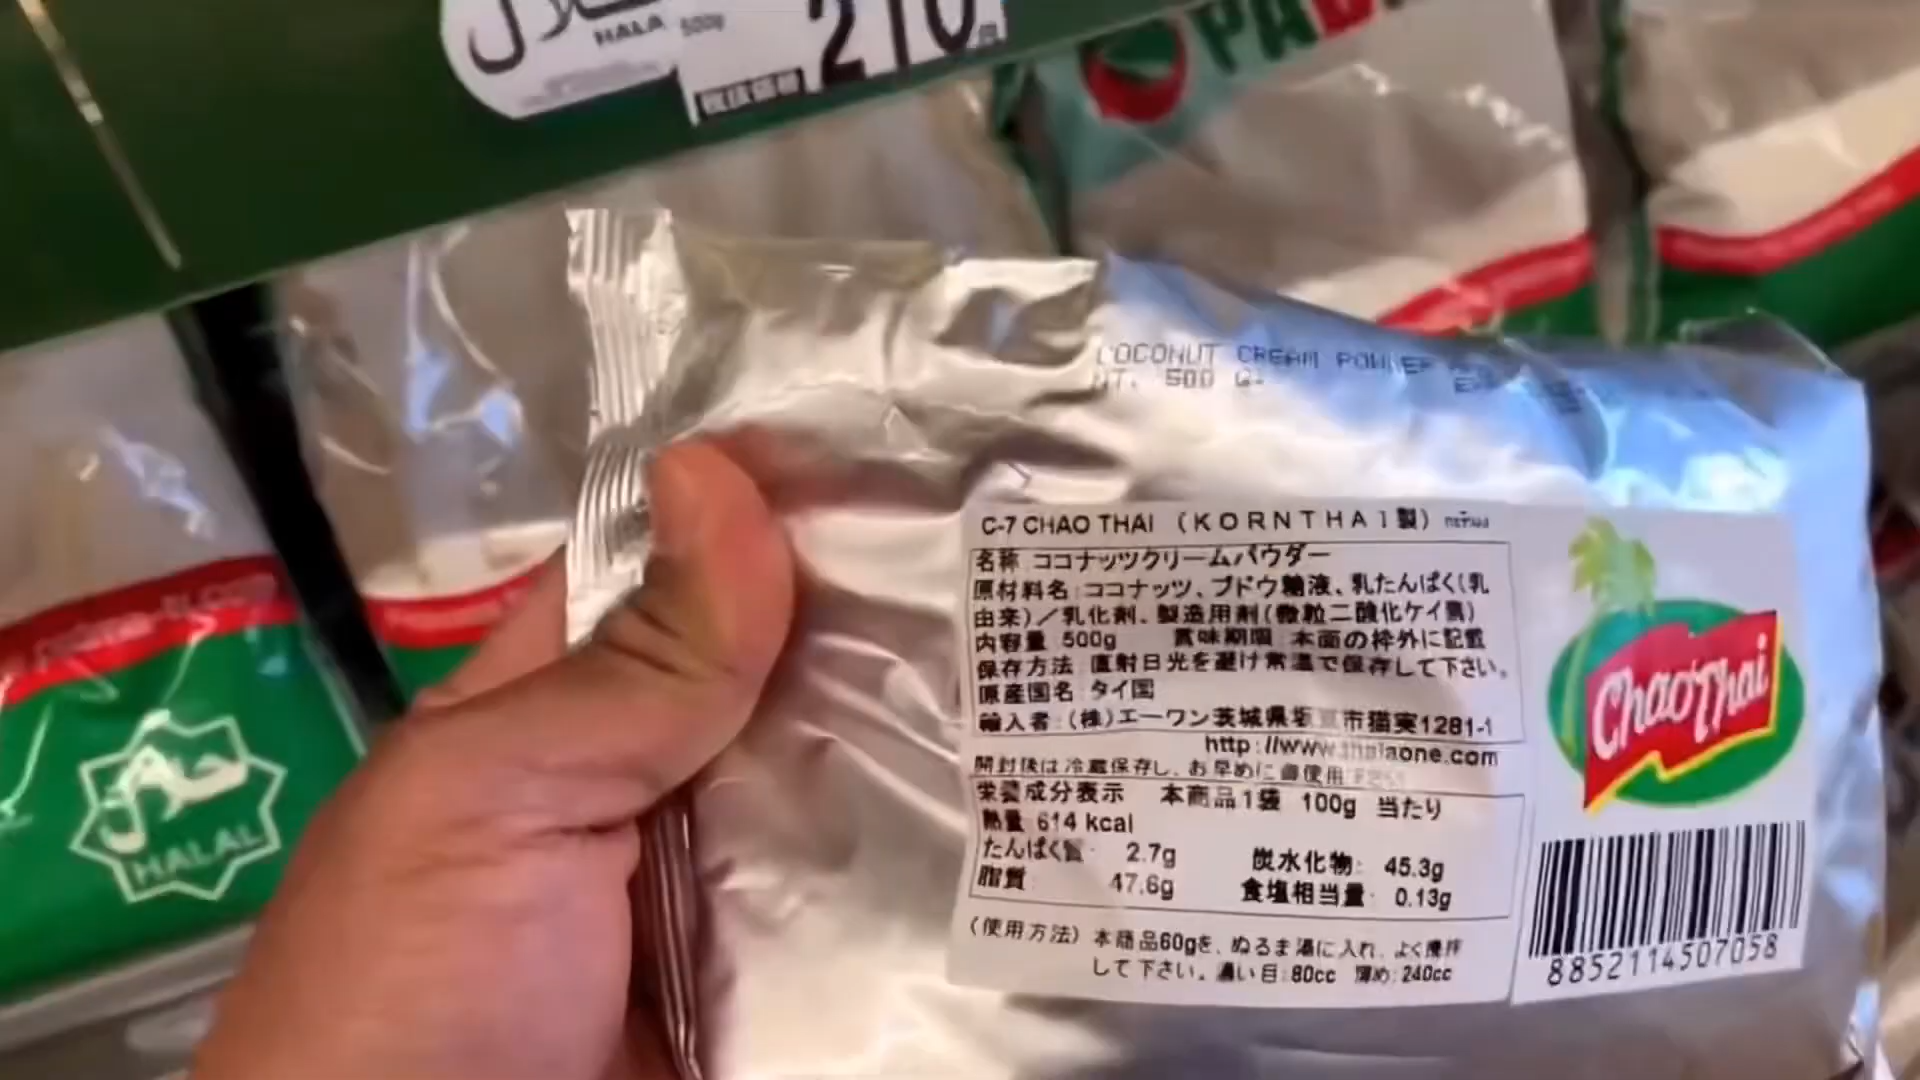 HALA
500g
210
COCONUT CREAM POWDER
NT. 500 G.
C-7 CHAO THAI (KORNTHAI製)
名称 ココナッツクリームパウダー
原材料名:ココナッツ、ブドウ糖液、乳たんぱく(乳
由来)/乳化剤、製造用剤(微粒二酸化ケイ素)
内容量 500g 賞味期限 本面の枠外に記載
保存方法 直射日光を避け常温で保存して下さい。
原産国名 タイ国
輸入者:(株)エーワン茨城県坂東市猫実1281-1
http://www.thaiaone.com
開封後は冷蔵保存し、お早めに御使用下さい
栄養成分表示 本商品1袋 100g 当たり
熱量 614 kcal
たんぱく質: 2.7g 炭水化物: 45.3g
脂質 47.6g 食塩相当量: 0.13g
(使用方法) 本商品60gを、ぬるま湯に入れ、よく撹拌
して下さい。濃い目:80cc 薄め:240cc
ChaoThai
8852114507058
حلال
HALAL